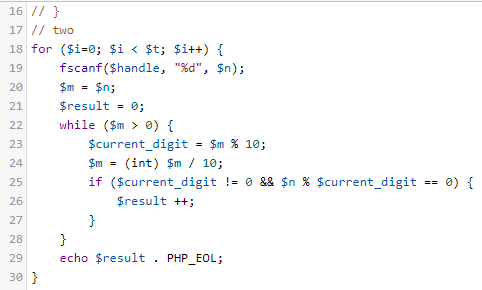 16 // }
17 // two
18 for ($i=0; $i < $t; $i++) {
19     fscanf($handle, "%d", $n);
20     $m = $n;
21     $result = 0;
22     while ($m > 0) {
23         $current_digit = $m % 10;
24         $m = (int) $m / 10;
25         if ($current_digit != 0 && $n % $current_digit == 0) {
26             $result ++;
27         }
28     }
29     echo $result . PHP_EOL;
30 }